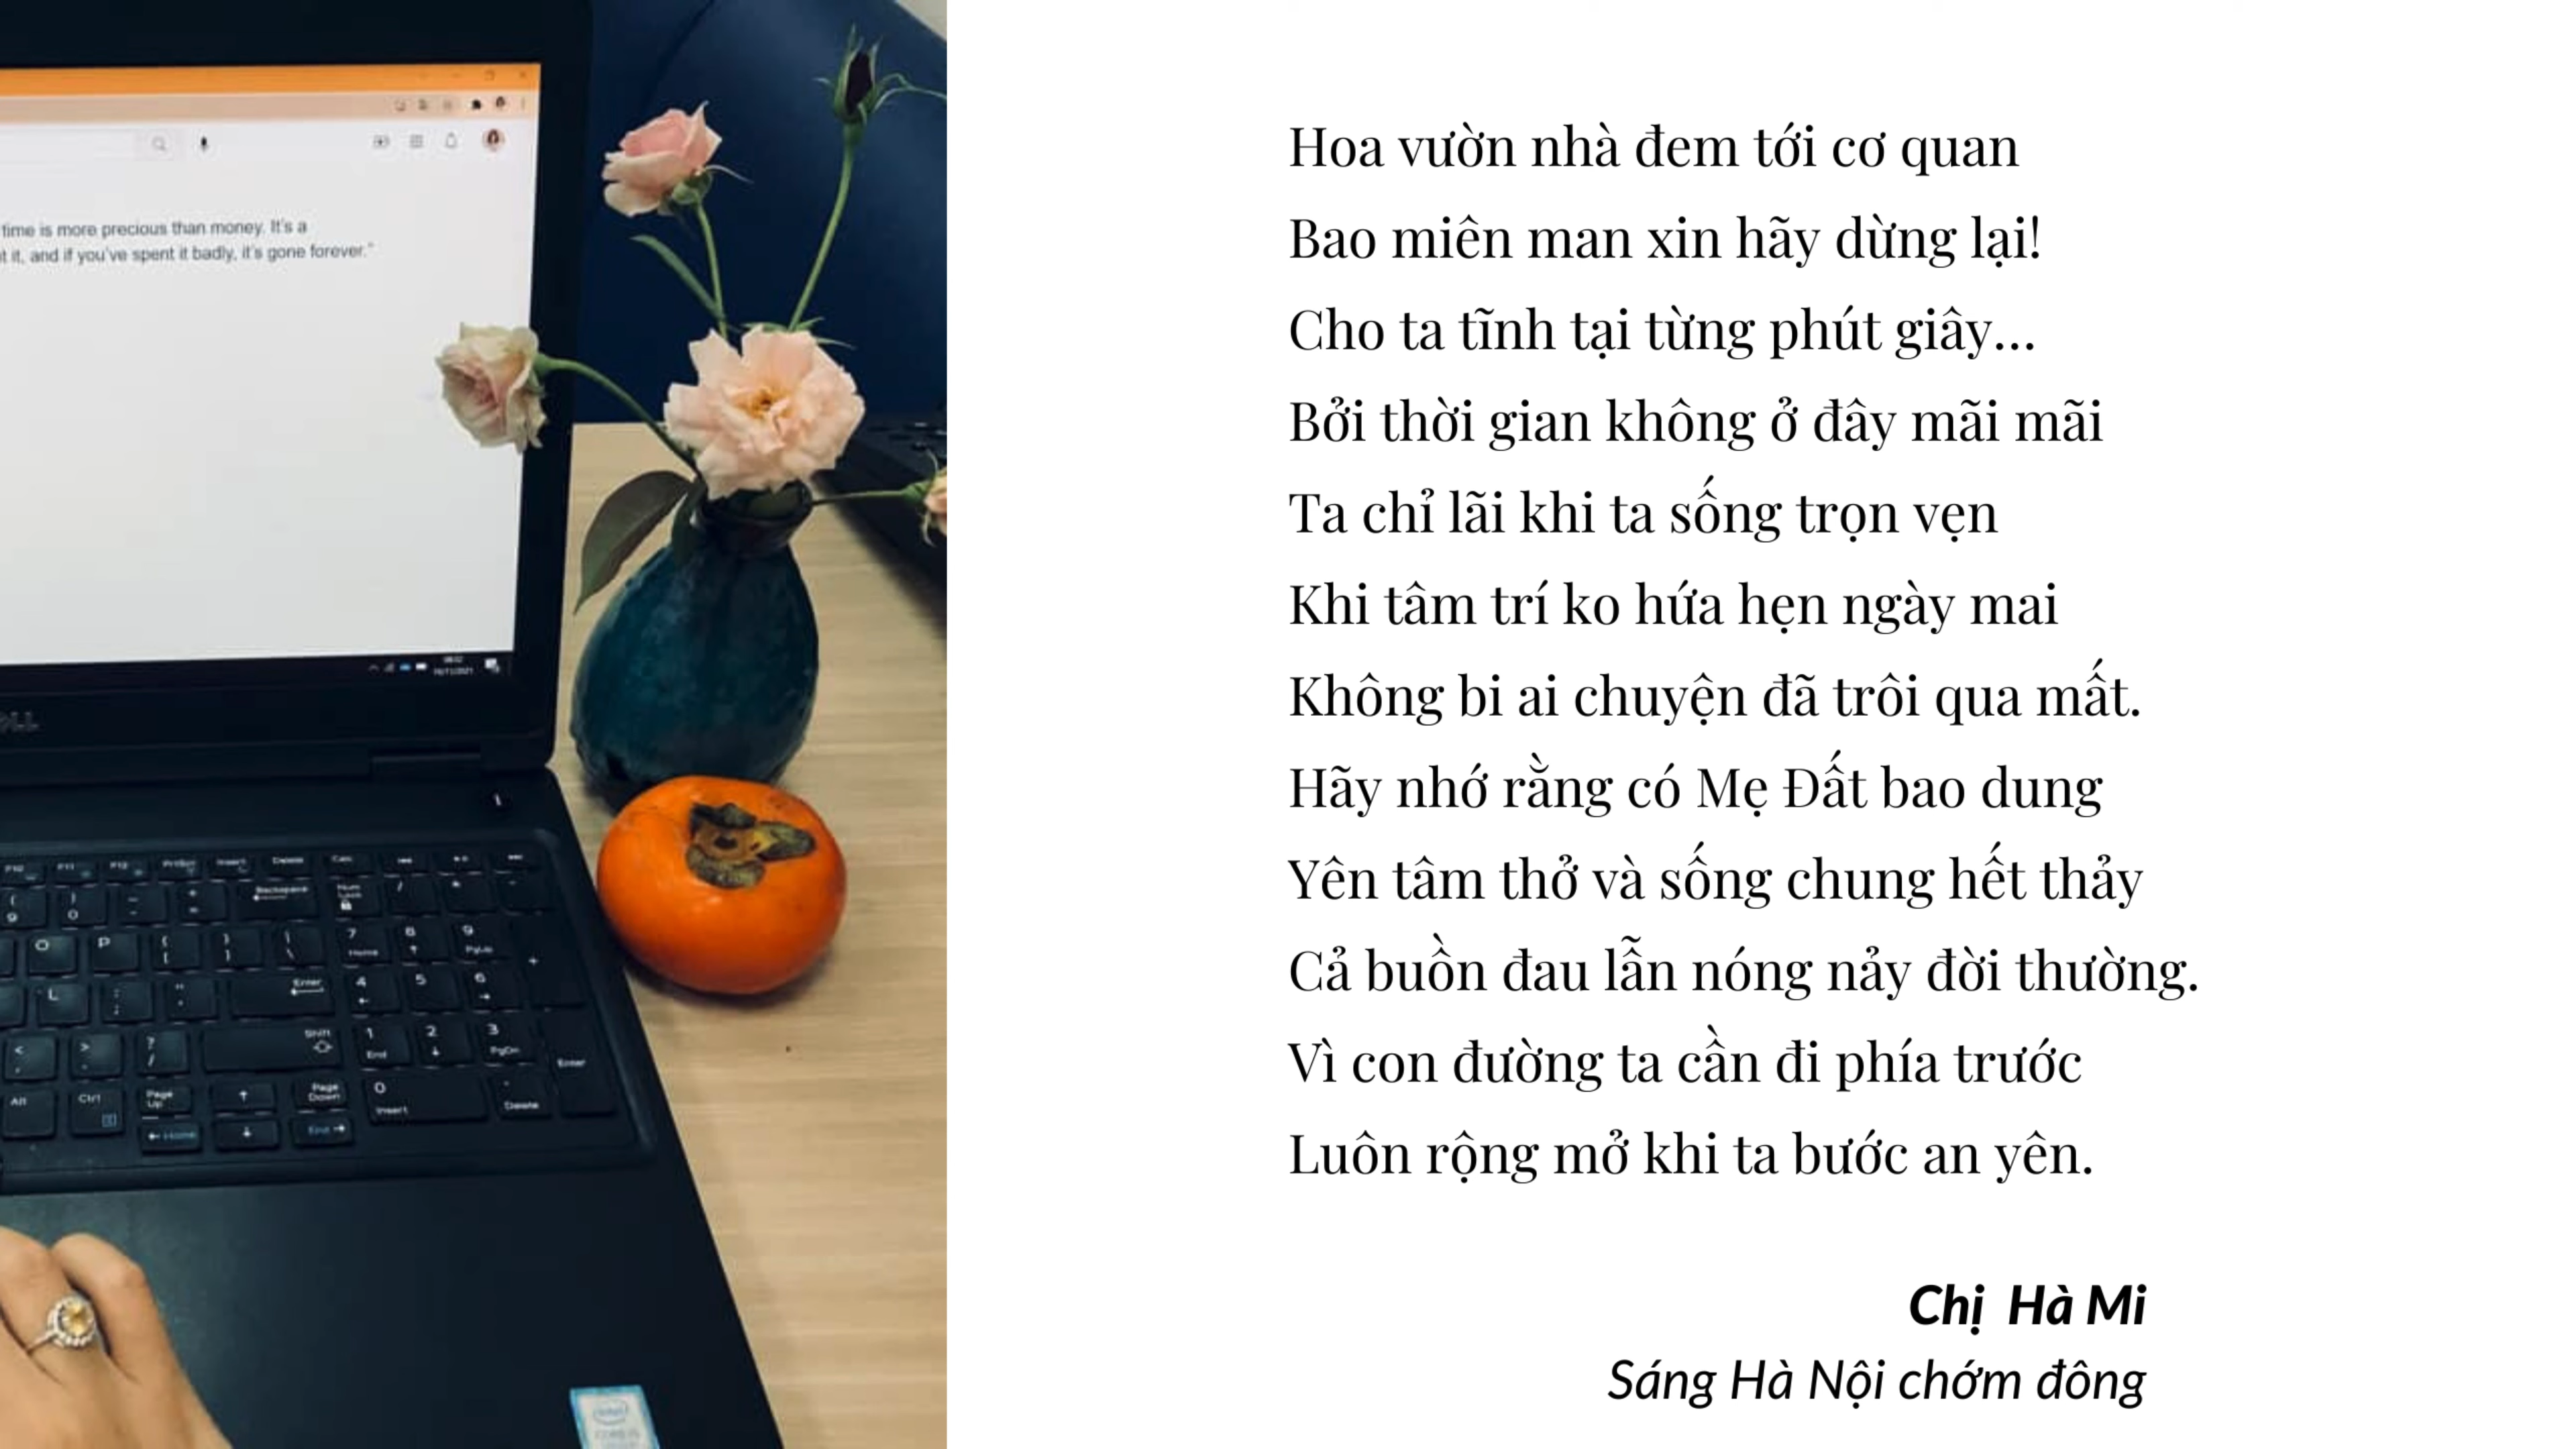 time is more precious than money. It's a
it, and if you've spent it badly, it's gone forever."
Hoa vườn nhà đem tới cơ quan
Bao miên man xin hãy dừng lại!
Cho ta tĩnh tại từng phút giây...
Bởi thời gian không ở đây mãi mãi
Ta chỉ lãi khi ta sống trọn vẹn
Khi tâm trí ko hứa hẹn ngày mai
Không bi ai chuyện đã trôi qua mất.
Hãy nhớ rằng có Mẹ Đất bao dung
Yên tâm thở và sống chung hết thảy
Cả buồn đau lẫn nóng nảy đời thường.
Vì con đường ta cần đi phía trước
Luôn rộng mở khi ta bước an yên.
Chị Hà Mi
Sáng Hà Nội chớm đông